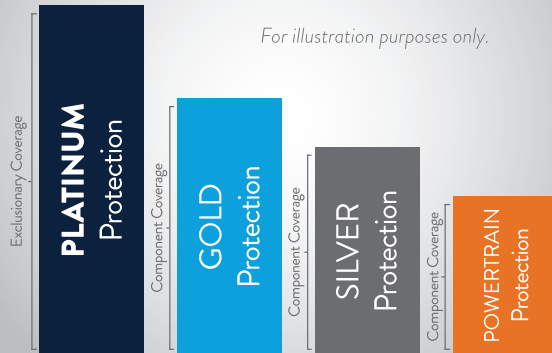 For illustration purposes only.
Exclusionary Coverage
PLATINUM
Protection
Component Coverage
GOLD
Protection
Component Coverage
SILVER
Protection
Component Coverage
POWERTRAIN
Protection